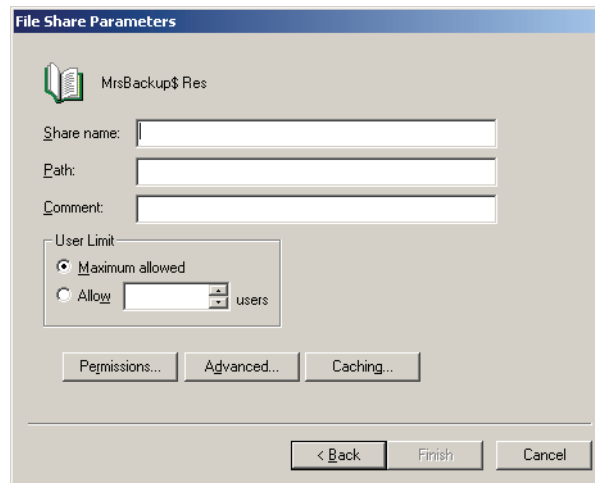 File Share Parameters
MrsBackup$ Res
Share name:
Path:
Comment:
User Limit
Maximum allowed
Allow users
Permissions... Advanced... Caching...
< Back Finish Cancel